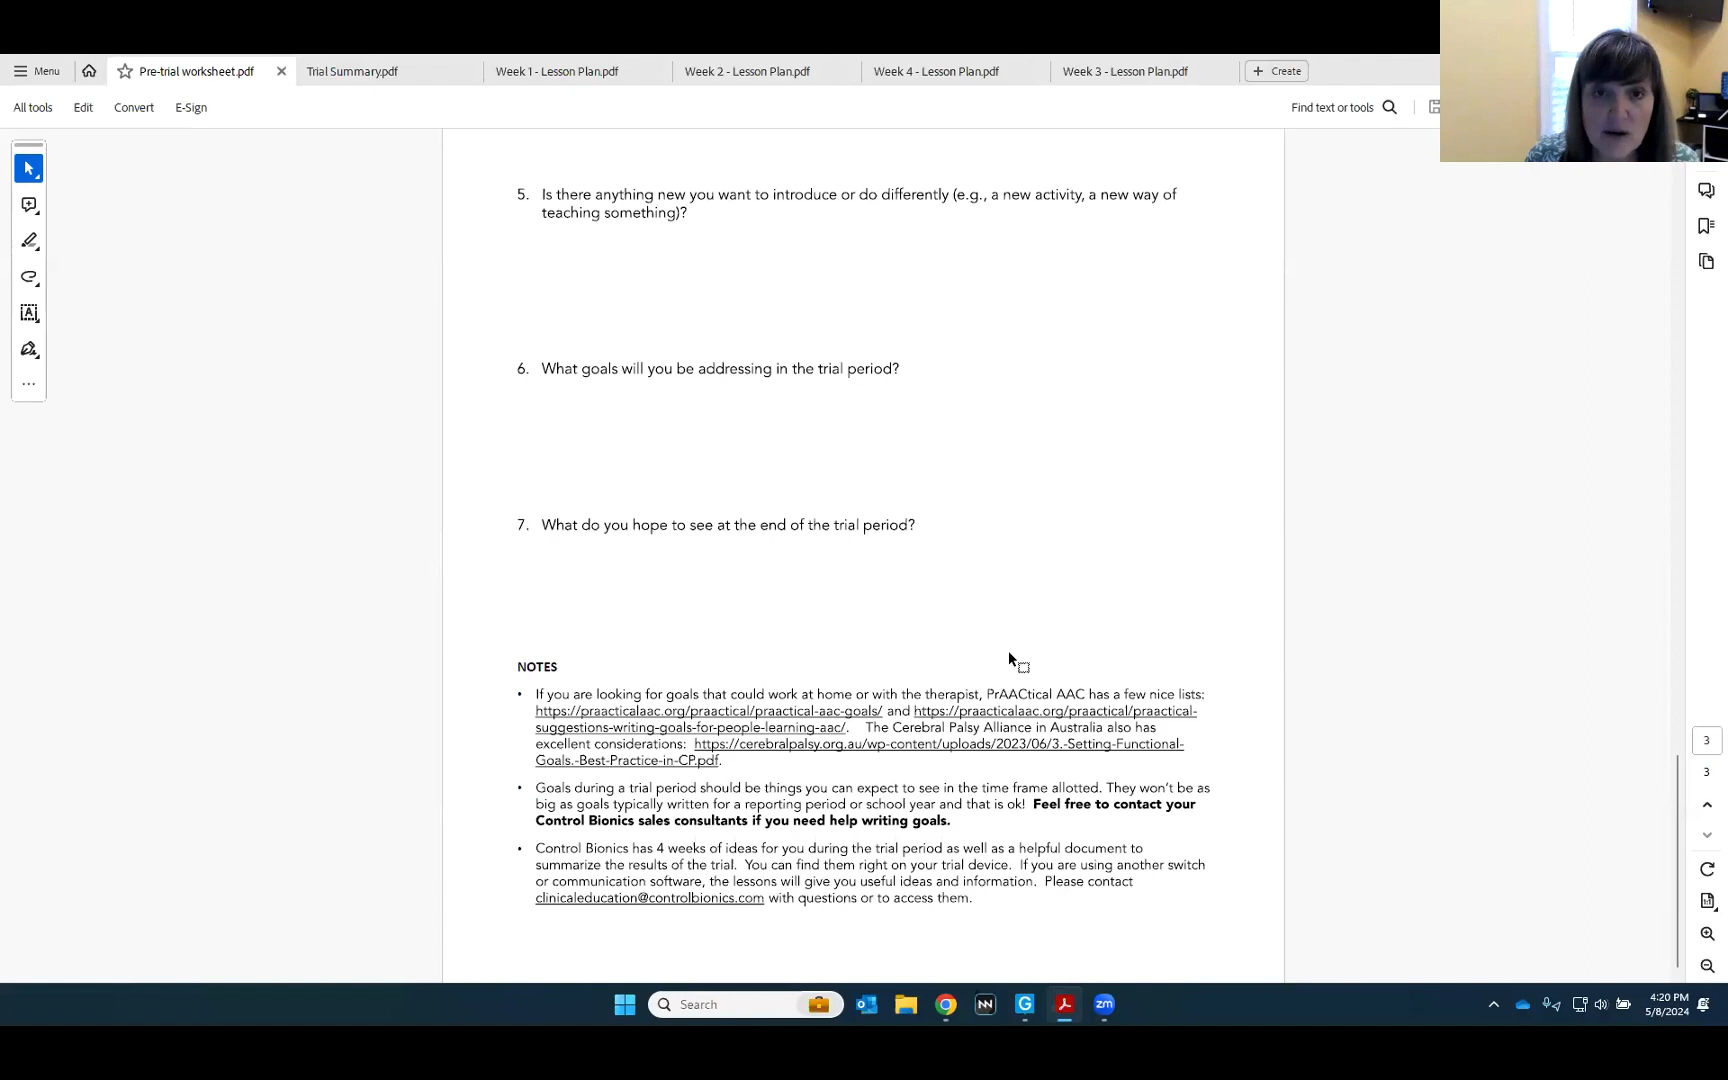 Menu
Pre-trial worksheet.pdf
Trial Summary.pdf
Week 1 - Lesson Plan.pdf
Week 2 - Lesson Plan.pdf
Week 4 - Lesson Plan.pdf
Week 3 - Lesson Plan.pdf
+ Create
All tools
Edit
Convert
E-Sign
Find text or tools
5. Is there anything new you want to introduce or do differently (e.g., a new activity, a new way of
teaching something)?
6. What goals will you be addressing in the trial period?
7. What do you hope to see at the end of the trial period?
NOTES
• If you are looking for goals that could work at home or with the therapist, PrAACtical AAC has a few nice lists:
https://praacticalaac.org/praactical/praactical-aac-goals/ and https://praacticalaac.org/praactical/praactical-
suggestions-writing-goals-for-people-learning-aac/. The Cerebral Palsy Alliance in Australia also has
excellent considerations: https://cerebralpalsy.org.au/wp-content/uploads/2023/06/3.-Setting-Functional-
Goals.-Best-Practice-in-CP.pdf.
• Goals during a trial period should be things you can expect to see in the time frame allotted. They won't be as
big as goals typically written for a reporting period or school year and that is ok! Feel free to contact your
Control Bionics sales consultants if you need help writing goals.
• Control Bionics has 4 weeks of ideas for you during the trial period as well as a helpful document to
summarize the results of the trial. You can find them right on your trial device. If you are using another switch
or communication software, the lessons will give you useful ideas and information. Please contact
clinicaleducation@controlbionics.com with questions or to access them.
3
3
Search
G
zm
4:20 PM
5/8/2024